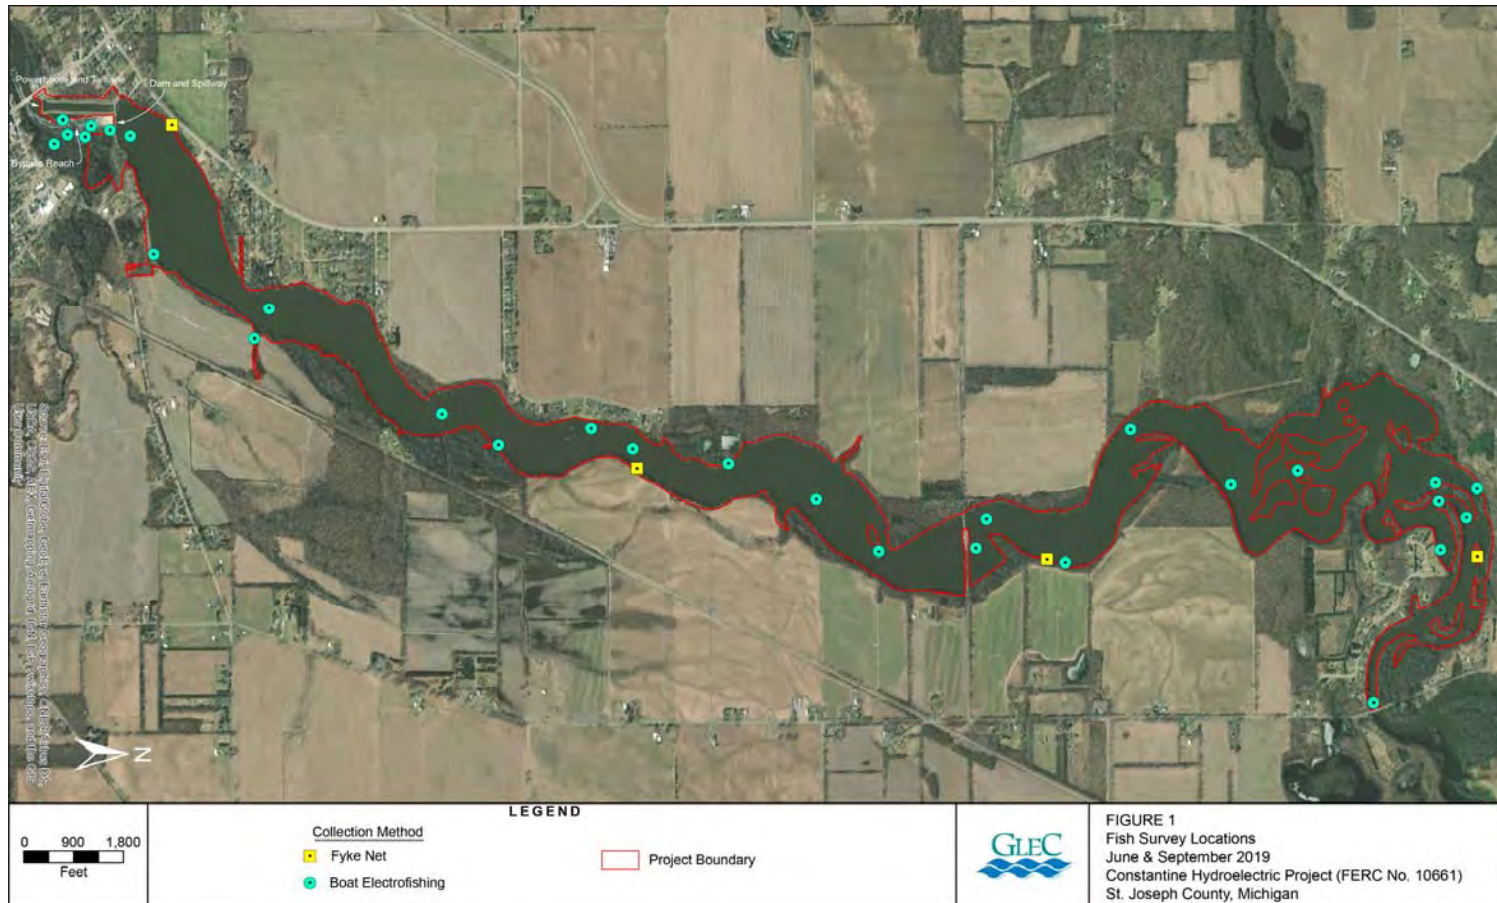 Powerhouse and Tailrace
Dam and Spillway
Bypass Reach
N
LEGEND
0 900 1,800
Feet
Collection Method
Fyke Net
Boat Electrofishing
Project Boundary
GLEC
FIGURE 1
Fish Survey Locations
June & September 2019
Constantine Hydroelectric Project (FERC No. 10661)
St. Joseph County, Michigan